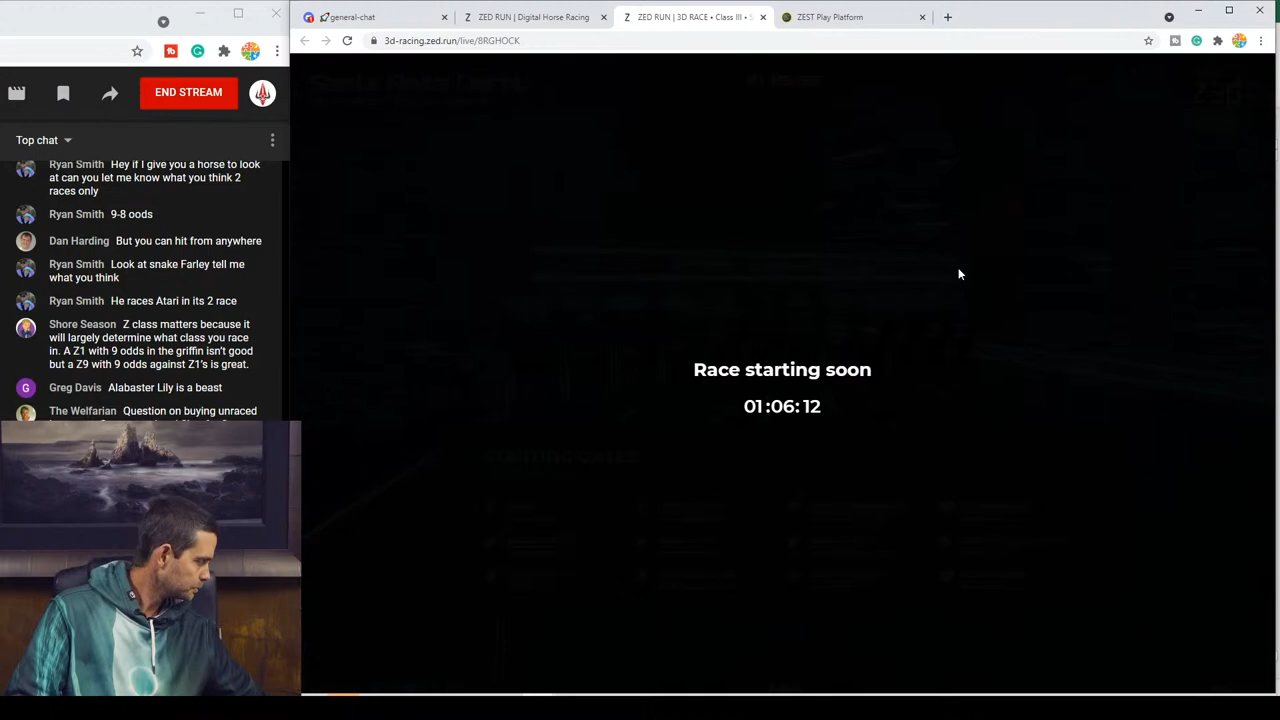 general-chat
ZED RUN | Digital Horse Racing
ZED RUN | 3D RACE • Class III •
ZEST Play Platform
3d-racing.zed.run/live/8RGHOCK
END STREAM
Top chat
Ryan Smith Hey if I give you a horse to look
at can you let me know what you think 2
races only
Ryan Smith 9-8 oods
Dan Harding But you can hit from anywhere
Ryan Smith Look at snake Farley tell me
what you think
Ryan Smith He races Atari in its 2 race
Shore Season Z class matters because it
will largely determine what class you race
in. A Z1 with 9 odds in the griffin isn't good
but a Z9 with 9 odds against Z1's is great.
G Greg Davis Alabaster Lily is a beast
The Welfarian Question on buying unraced
Race starting soon
01:06:12